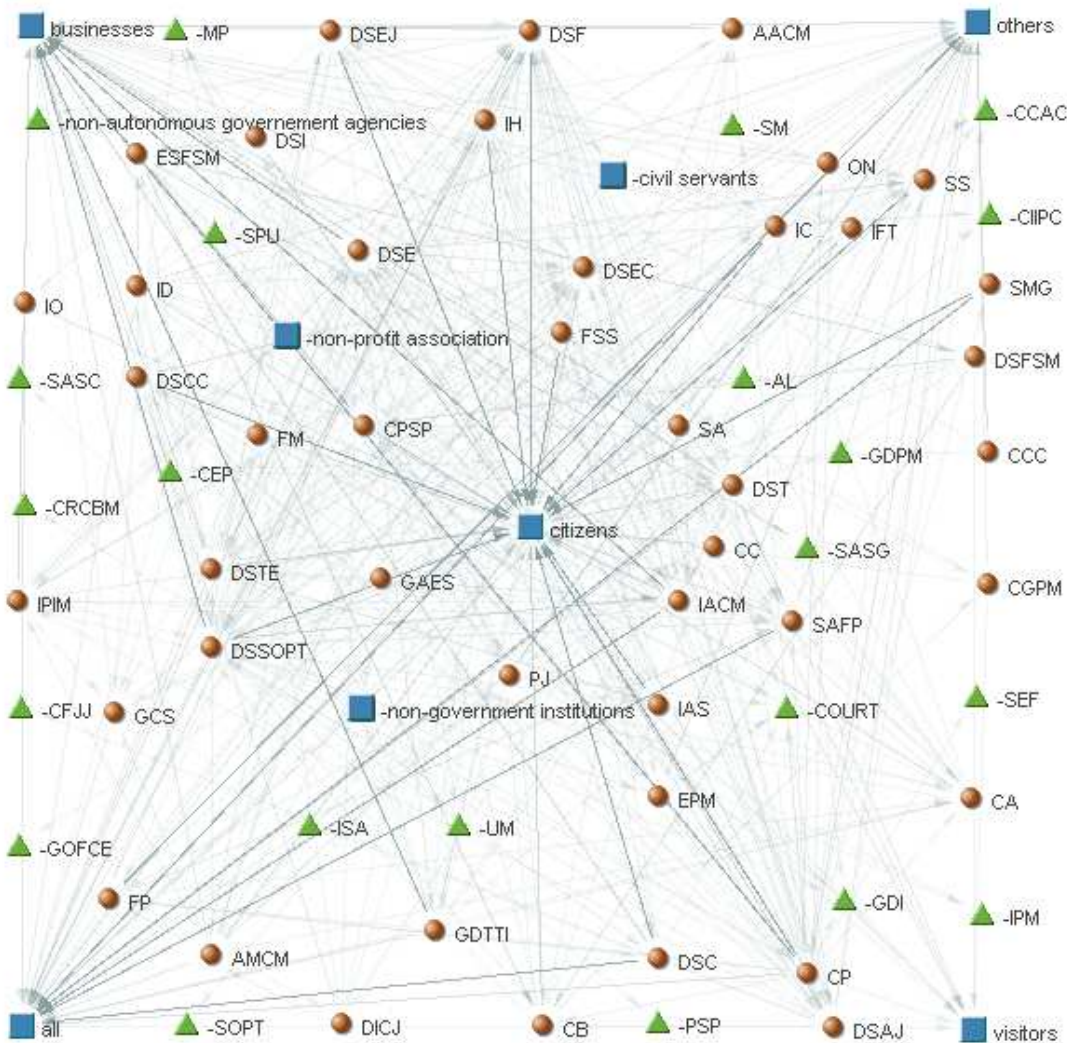 businesses
-MP
DSEJ
DSF
AACM
others
-non-autonomous governement agencies
DSI
IH
-SM
-CCAC
ESFSM
-civil servants
ON
SS
-SPU
DSE
DSEC
IC
IFT
-CIIPC
IO
ID
SMG
-non-profit association
FSS
DSFSM
-SASC
DSCC
-AL
FM
CPSP
SA
-GDPM
CCC
-CEP
DST
-CRCBM
citizens
CC
-SASG
DSTE
GAES
CGPM
IPIM
IACM
SAFP
DSSOPT
PJ
-CFJJ
GCS
-non-government institutions
IAS
-COURT
-SEF
EPM
CA
-GOFCE
-ISA
-UM
FP
-GDI
-IPM
GDTTI
AMCM
DSC
CP
all
-SOPT
DICJ
CB
-PSP
DSAJ
visitors